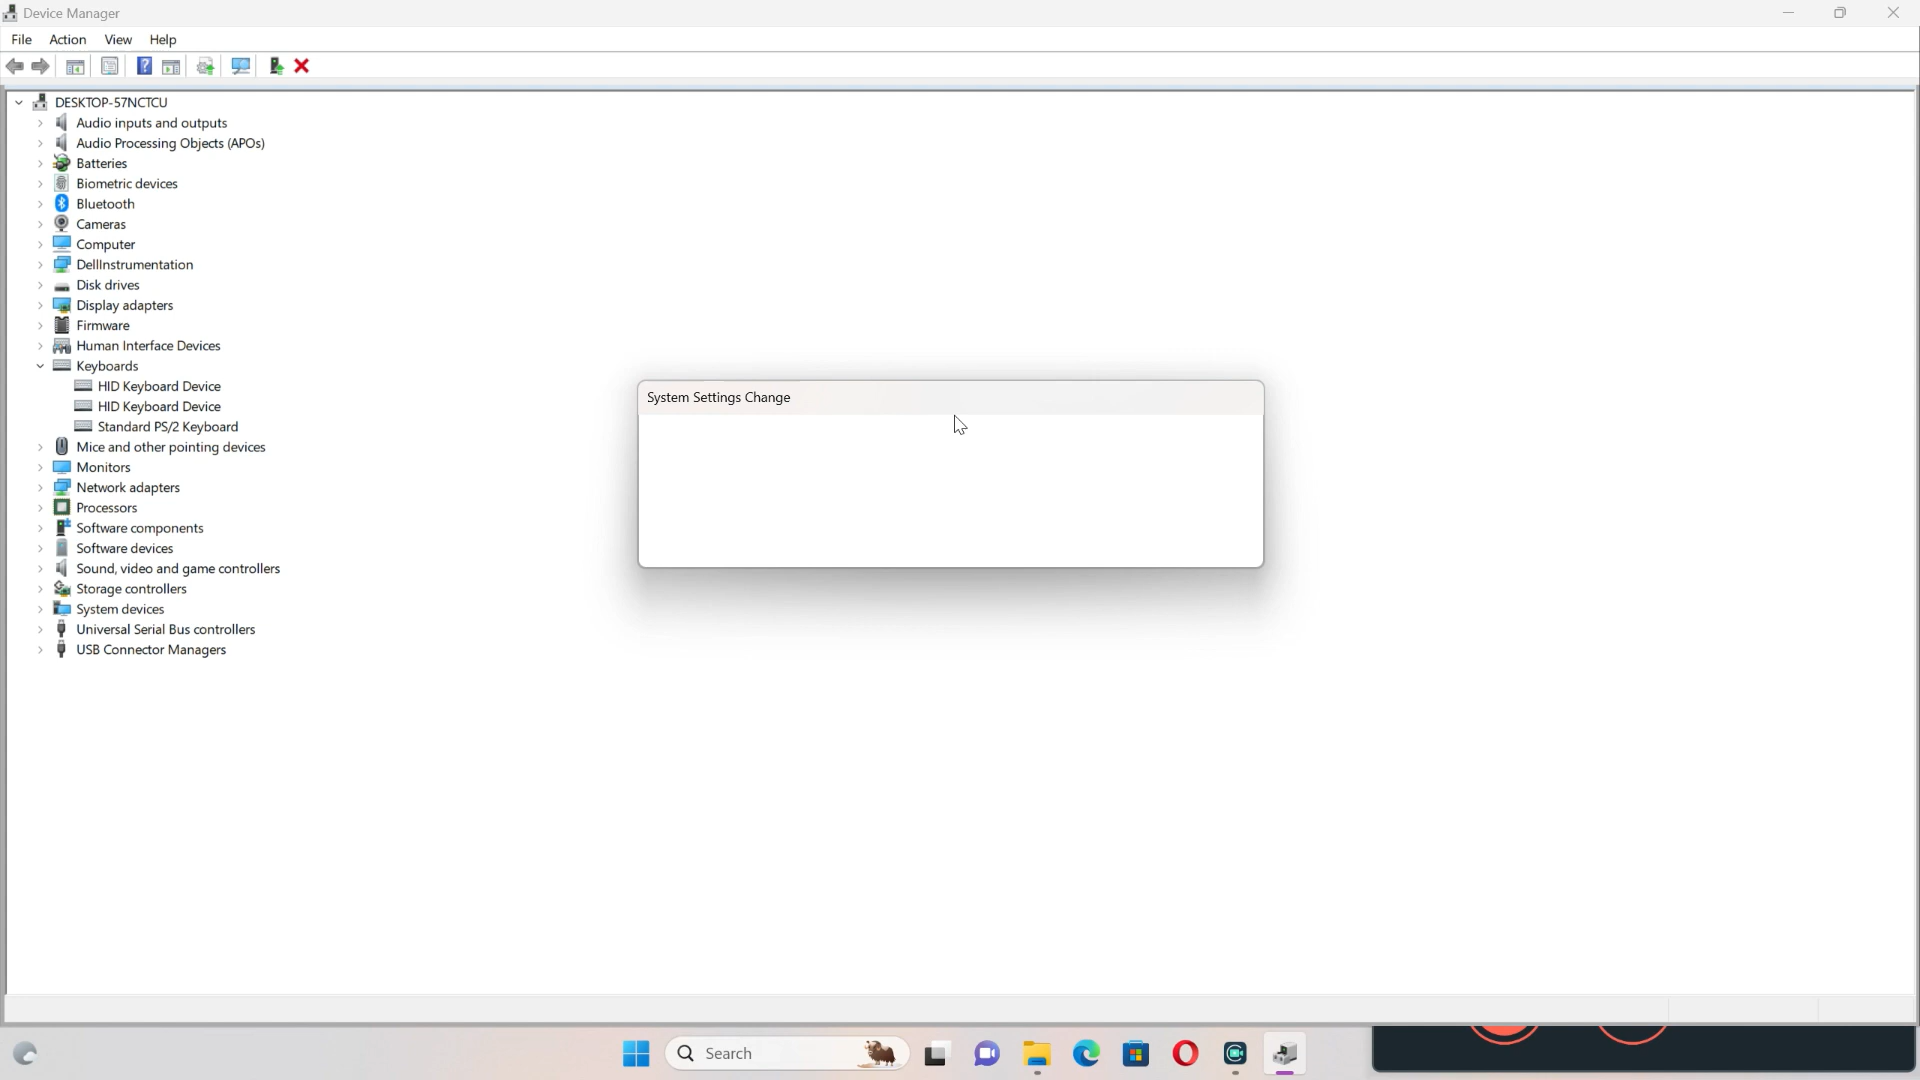 Device Manager
File Action View Help
DESKTOP-57NCTCU
Audio inputs and outputs
Audio Processing Objects (APOs)
Batteries
Biometric devices
Bluetooth
Cameras
Computer
DellInstrumentation
Disk drives
Display adapters
Firmware
Human Interface Devices
Keyboards
HID Keyboard Device
HID Keyboard Device
Standard PS/2 Keyboard
Mice and other pointing devices
Monitors
Network adapters
Processors
Software components
Software devices
Sound, video and game controllers
Storage controllers
System devices
Universal Serial Bus controllers
USB Connector Managers
System Settings Change
Search